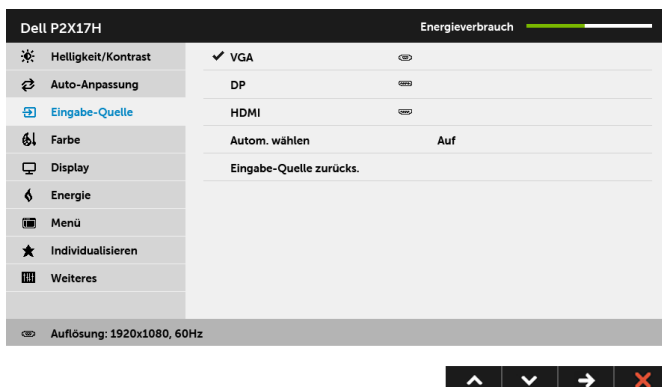 Dell P2X17H
Energieverbrauch
Helligkeit/Kontrast
Auto-Anpassung
Eingabe-Quelle
Farbe
Display
Energie
Menü
Individualisieren
Weiteres
VGA
DP
HDMI
Autom. wählen Auf
Eingabe-Quelle zurücks.
Auflösung: 1920x1080, 60Hz